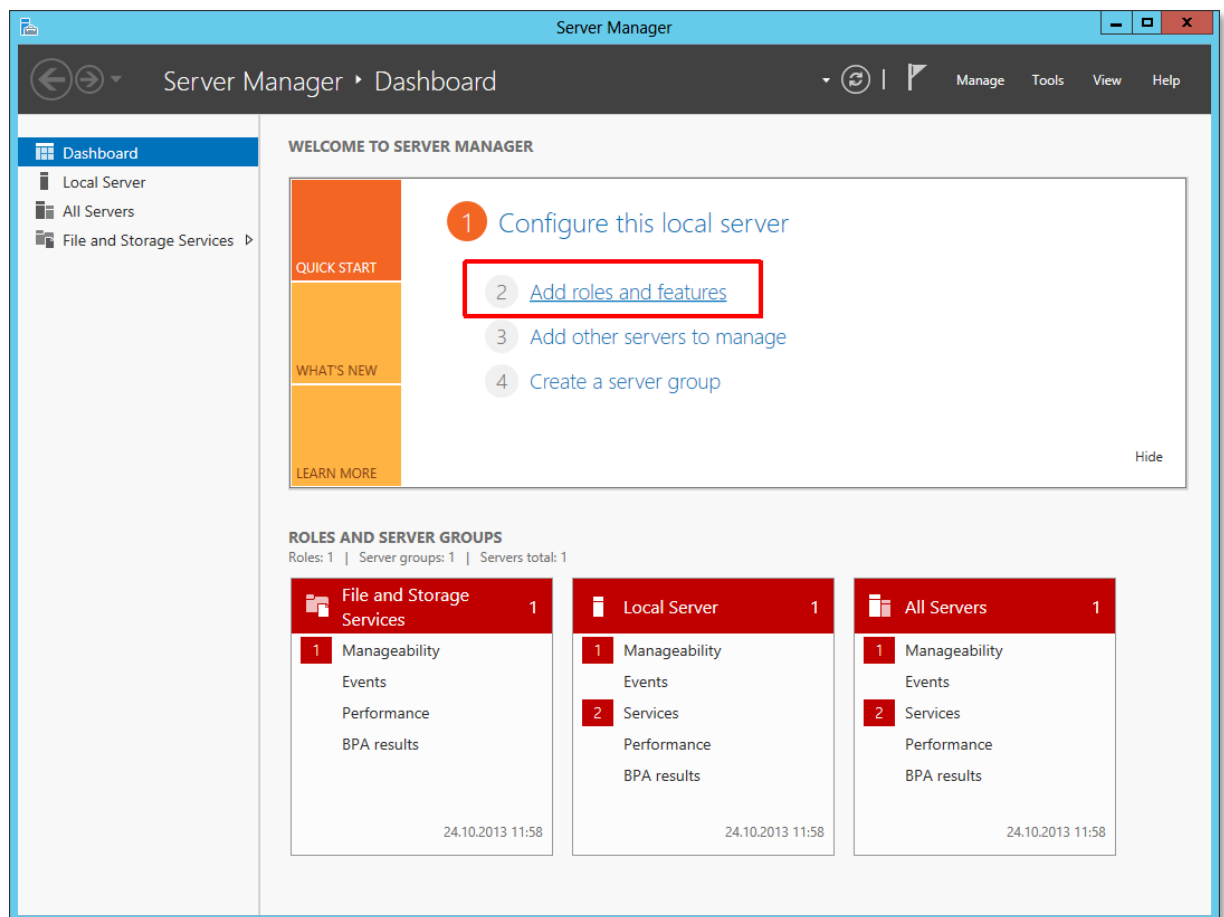 Server Manager
Server Manager ‣ Dashboard
Manage Tools View Help
Dashboard
Local Server
All Servers
File and Storage Services
WELCOME TO SERVER MANAGER
QUICK START
WHAT'S NEW
LEARN MORE
1 Configure this local server
2 Add roles and features
3 Add other servers to manage
4 Create a server group
Hide
ROLES AND SERVER GROUPS
Roles: 1 | Server groups: 1 | Servers total: 1
File and Storage
Services 1
1 Manageability
Events
Performance
BPA results
24.10.2013 11:58
Local Server 1
1 Manageability
Events
2 Services
Performance
BPA results
24.10.2013 11:58
All Servers 1
1 Manageability
Events
2 Services
Performance
BPA results
24.10.2013 11:58